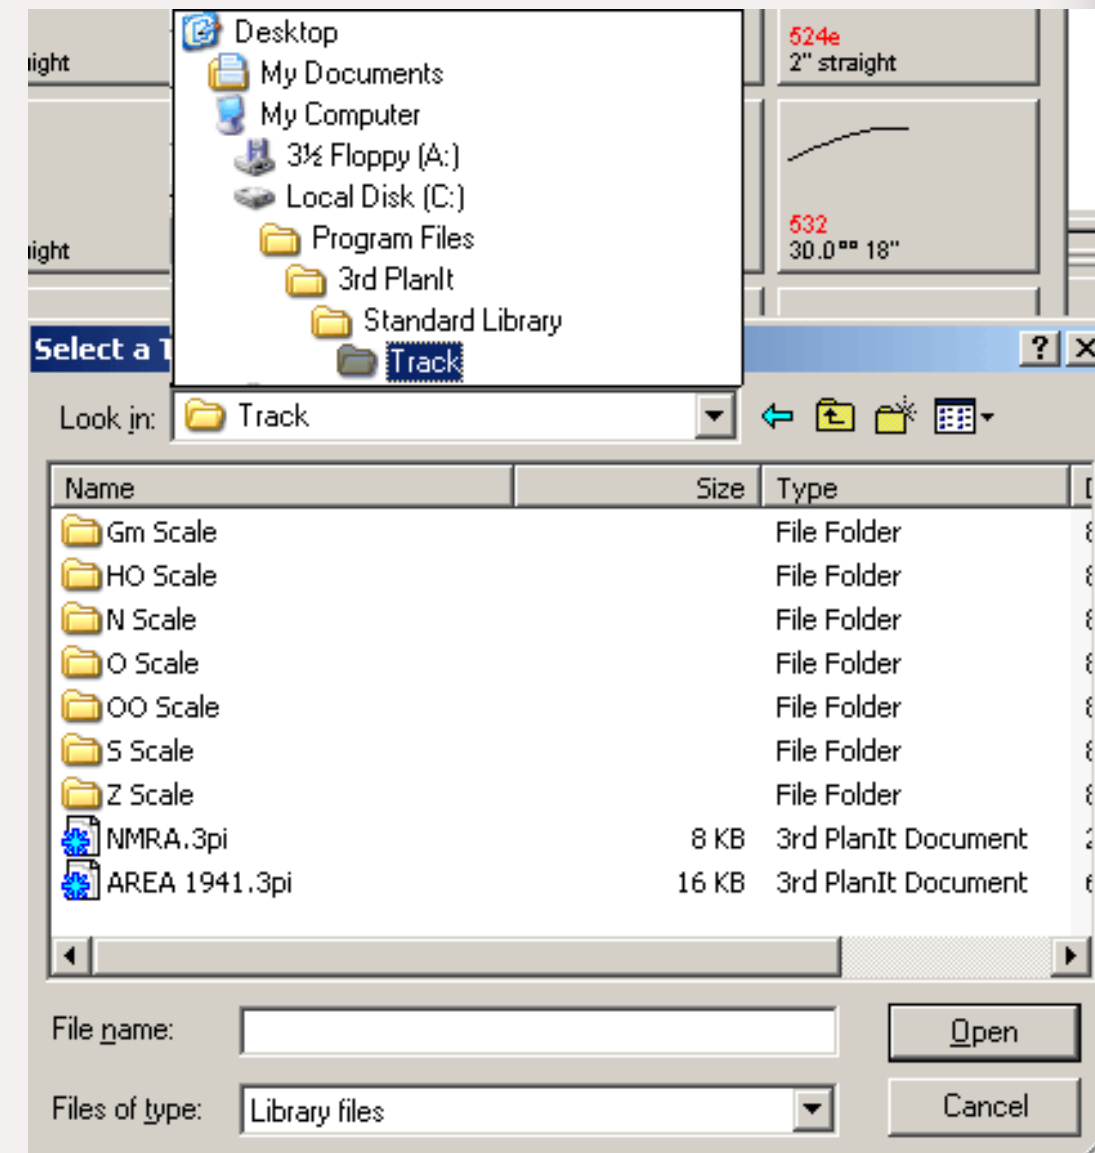 Desktop
My Documents
My Computer
3½ Floppy (A:)
Local Disk (C:)
Program Files
3rd PlanIt
Standard Library
Track
524e
2" straight
532
30.0°° 18"
Select a T
Look in: Track
Name Size Type
Gm Scale File Folder
HO Scale File Folder
N Scale File Folder
O Scale File Folder
OO Scale File Folder
S Scale File Folder
Z Scale File Folder
NMRA.3pi 8 KB 3rd PlanIt Document
AREA 1941.3pi 16 KB 3rd PlanIt Document
File name: Open
Files of type: Library files Cancel